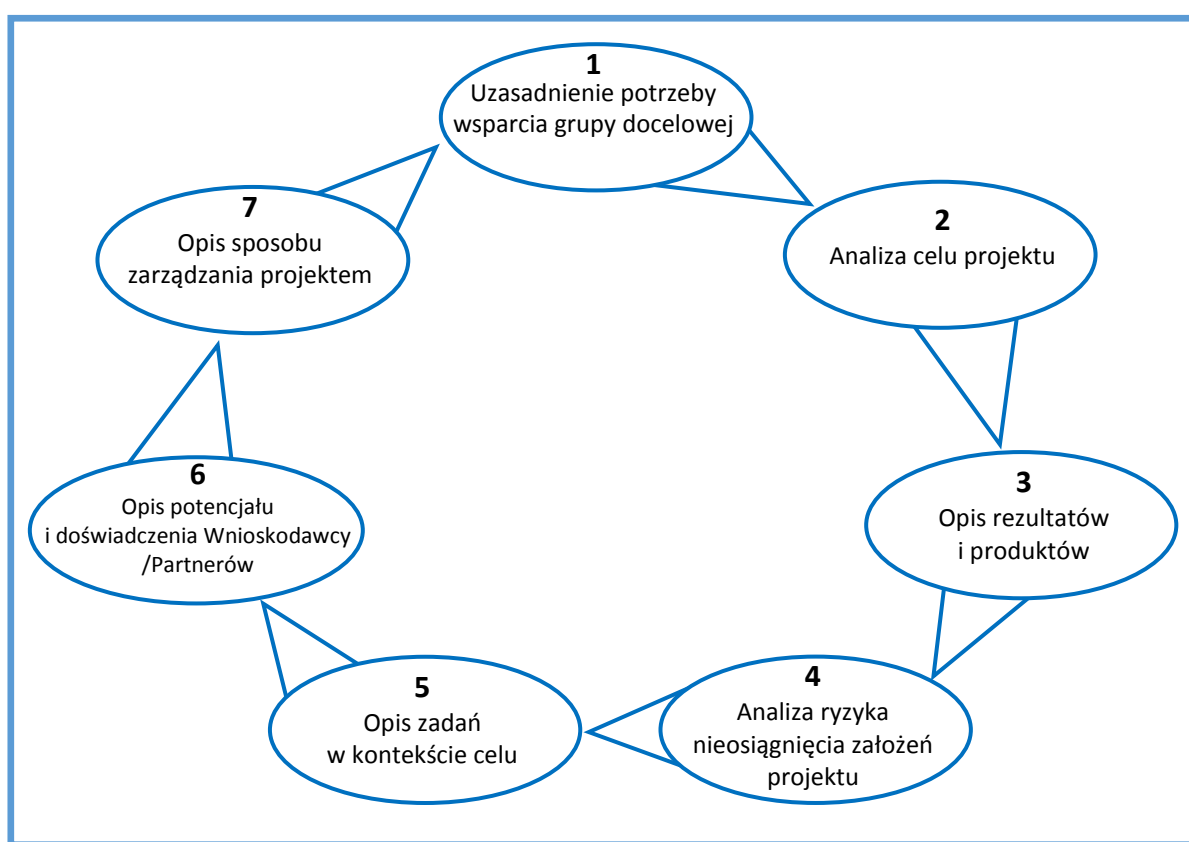 1
Uzasadnienie potrzeby
wsparcia grupy docelowej
2
Analiza celu projektu
3
Opis rezultatów
i produktów
4
Analiza ryzyka
nieosiągnięcia założeń
projektu
5
Opis zadań
w kontekście celu
6
Opis potencjału
i doświadczenia Wnioskodawcy
/Partnerów
7
Opis sposobu
zarządzania projektem